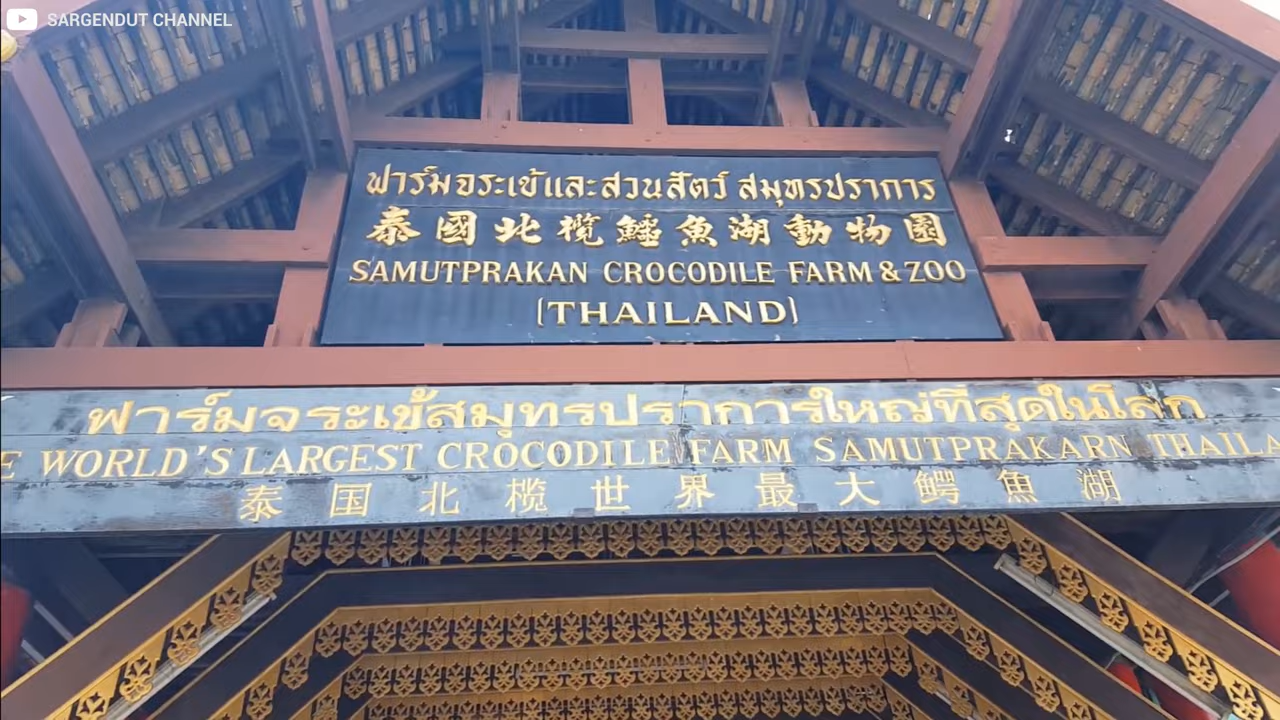 SARGENDUT CHANNEL
ฟาร์มจระเข้และสวนสัตว์ สมุทรปราการ
泰國北欖鱷魚湖動物園
SAMUTPRAKAN CROCODILE FARM & ZOO
(THAILAND)
ฟาร์มจระเข้สมุทรปราการใหญ่ที่สุดในโลก
E WORLD'S LARGEST CROCODILE FARM SAMUTPRAKARN THAILA
泰国北榄世界最大鳄魚湖